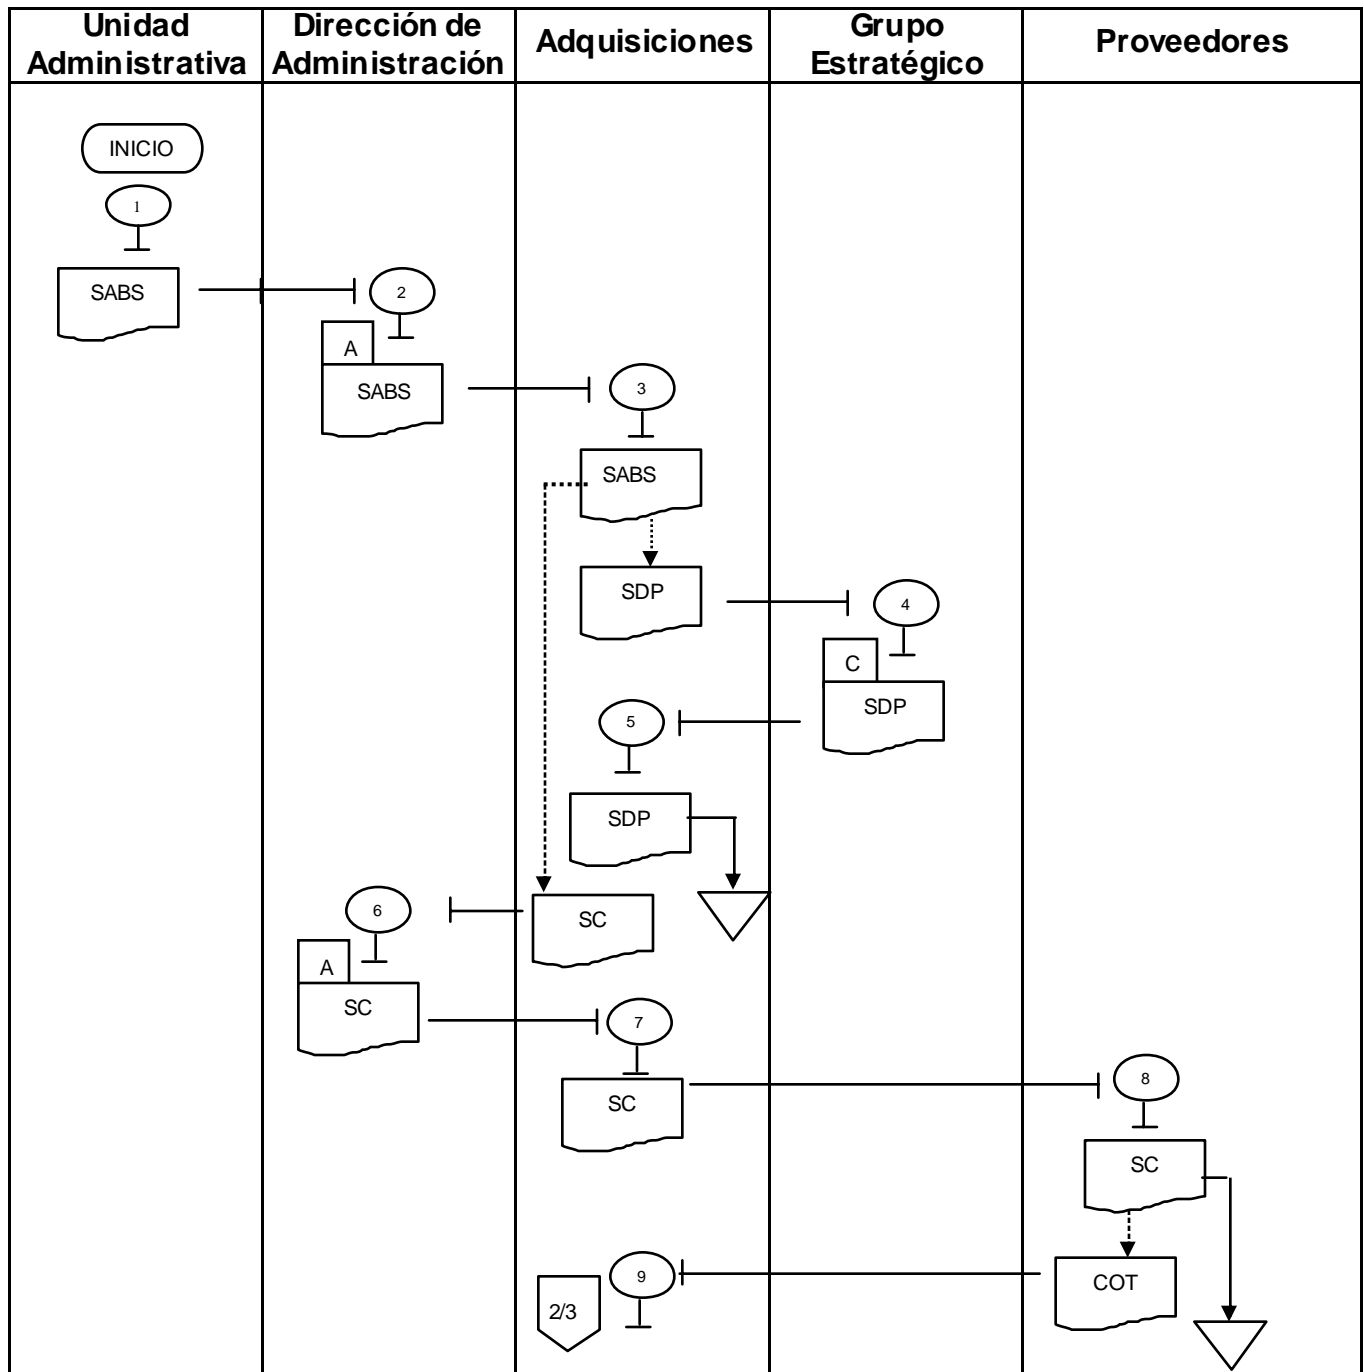 Unidad
Administrativa
Dirección de
Administración
Adquisiciones
Grupo
Estratégico
Proveedores
INICIO
1
SABS
2
A
SABS
3
SABS
SDP
4
C
SDP
5
SDP
6
SC
A
SC
7
SC
8
SC
9
COT
2/3